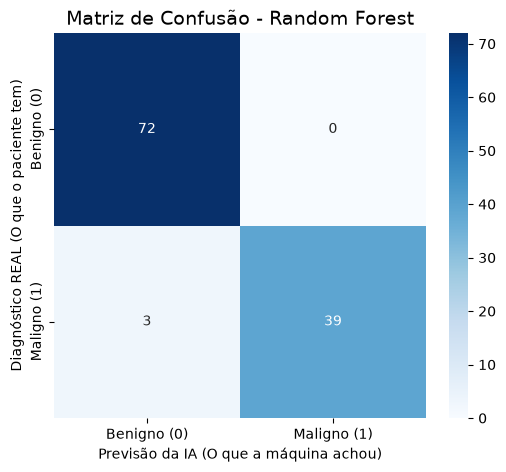 Matriz de Confusão - Random Forest
Diagnóstico REAL (O que o paciente tem)
Benigno (0)
72
0
Maligno (1)
3
39
Benigno (0)
Maligno (1)
Previsão da IA (O que a máquina achou)
70
60
50
40
30
20
10
0